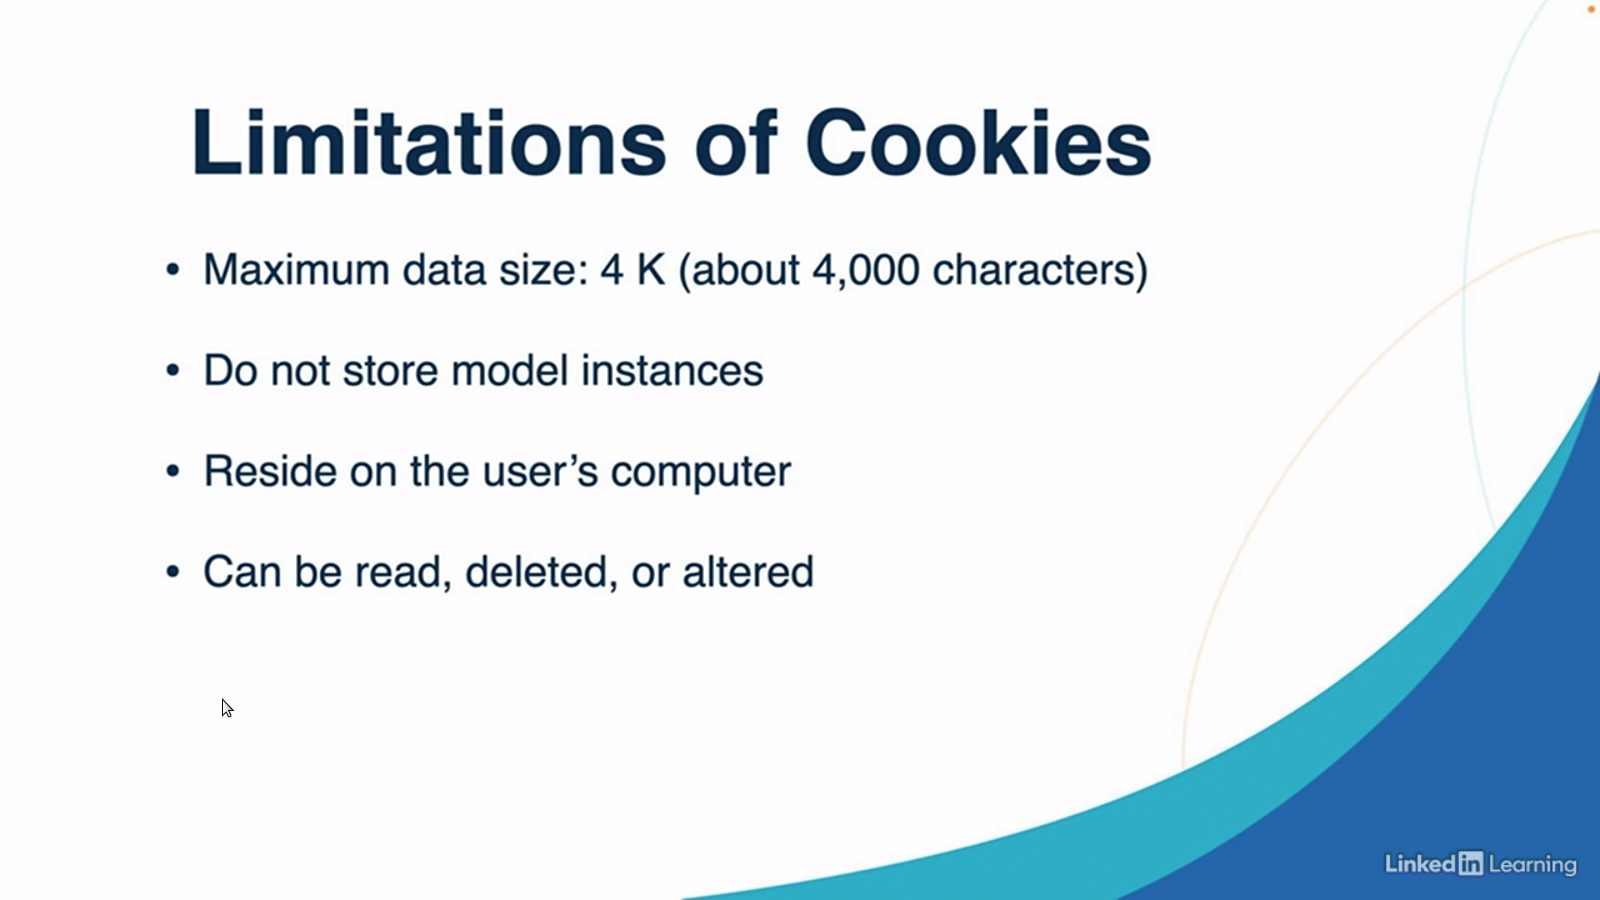 Limitations of Cookies
• Maximum data size: 4 K (about 4,000 characters)
• Do not store model instances
• Reside on the user’s computer
• Can be read, deleted, or altered
Linked in Learning